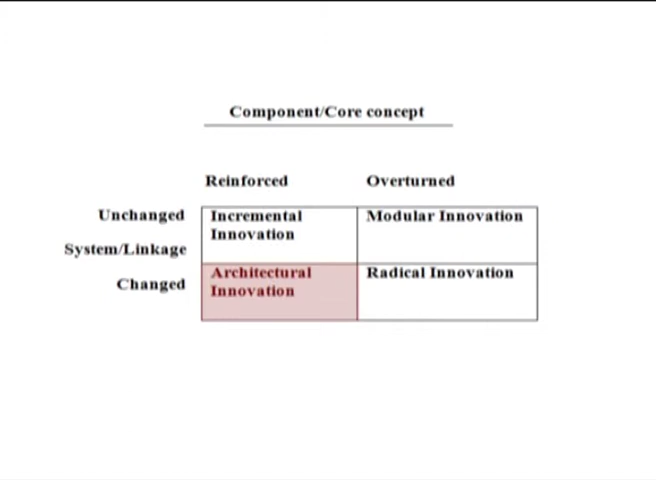 Component/Core concept
Reinforced Overturned
Unchanged Incremental Innovation Modular Innovation
System/Linkage
Changed Architectural Innovation Radical Innovation